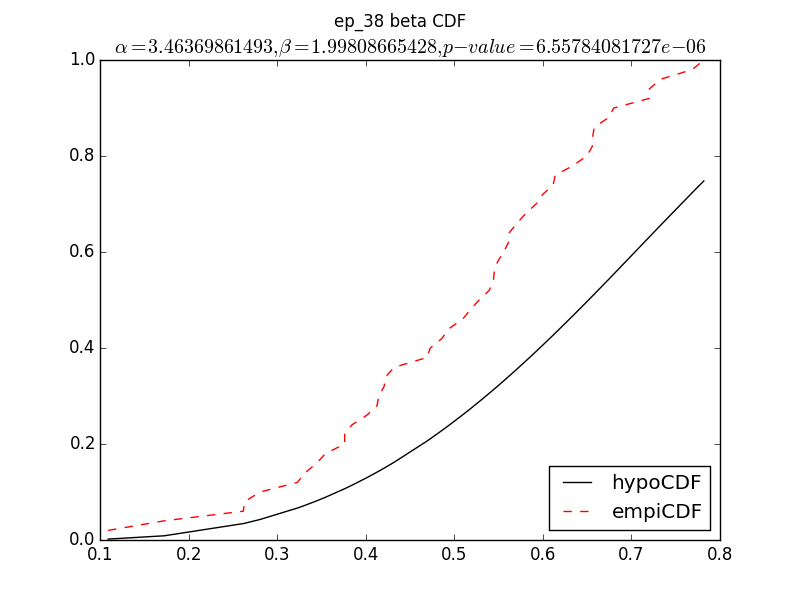 ep_38 beta CDF
α=3.46369861493,β=1.99808665428,p−value=6.55784081727e−06
1.0
0.8
0.6
0.4
0.2
0.0
0.1 0.2 0.3 0.4 0.5 0.6 0.7 0.8
hypoCDF
empiCDF